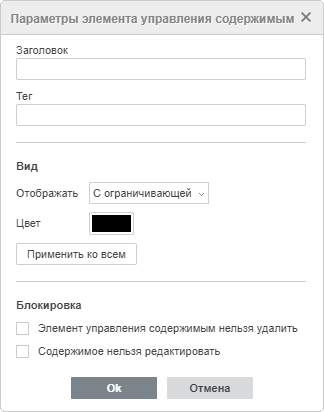 Параметры элемента управления содержимым
Заголовок
Тег
Вид
Отображать
С ограничивающей
Цвет
Применить ко всем
Блокировка
Элемент управления содержимым нельзя удалить
Содержимое нельзя редактировать
Ok
Отмена